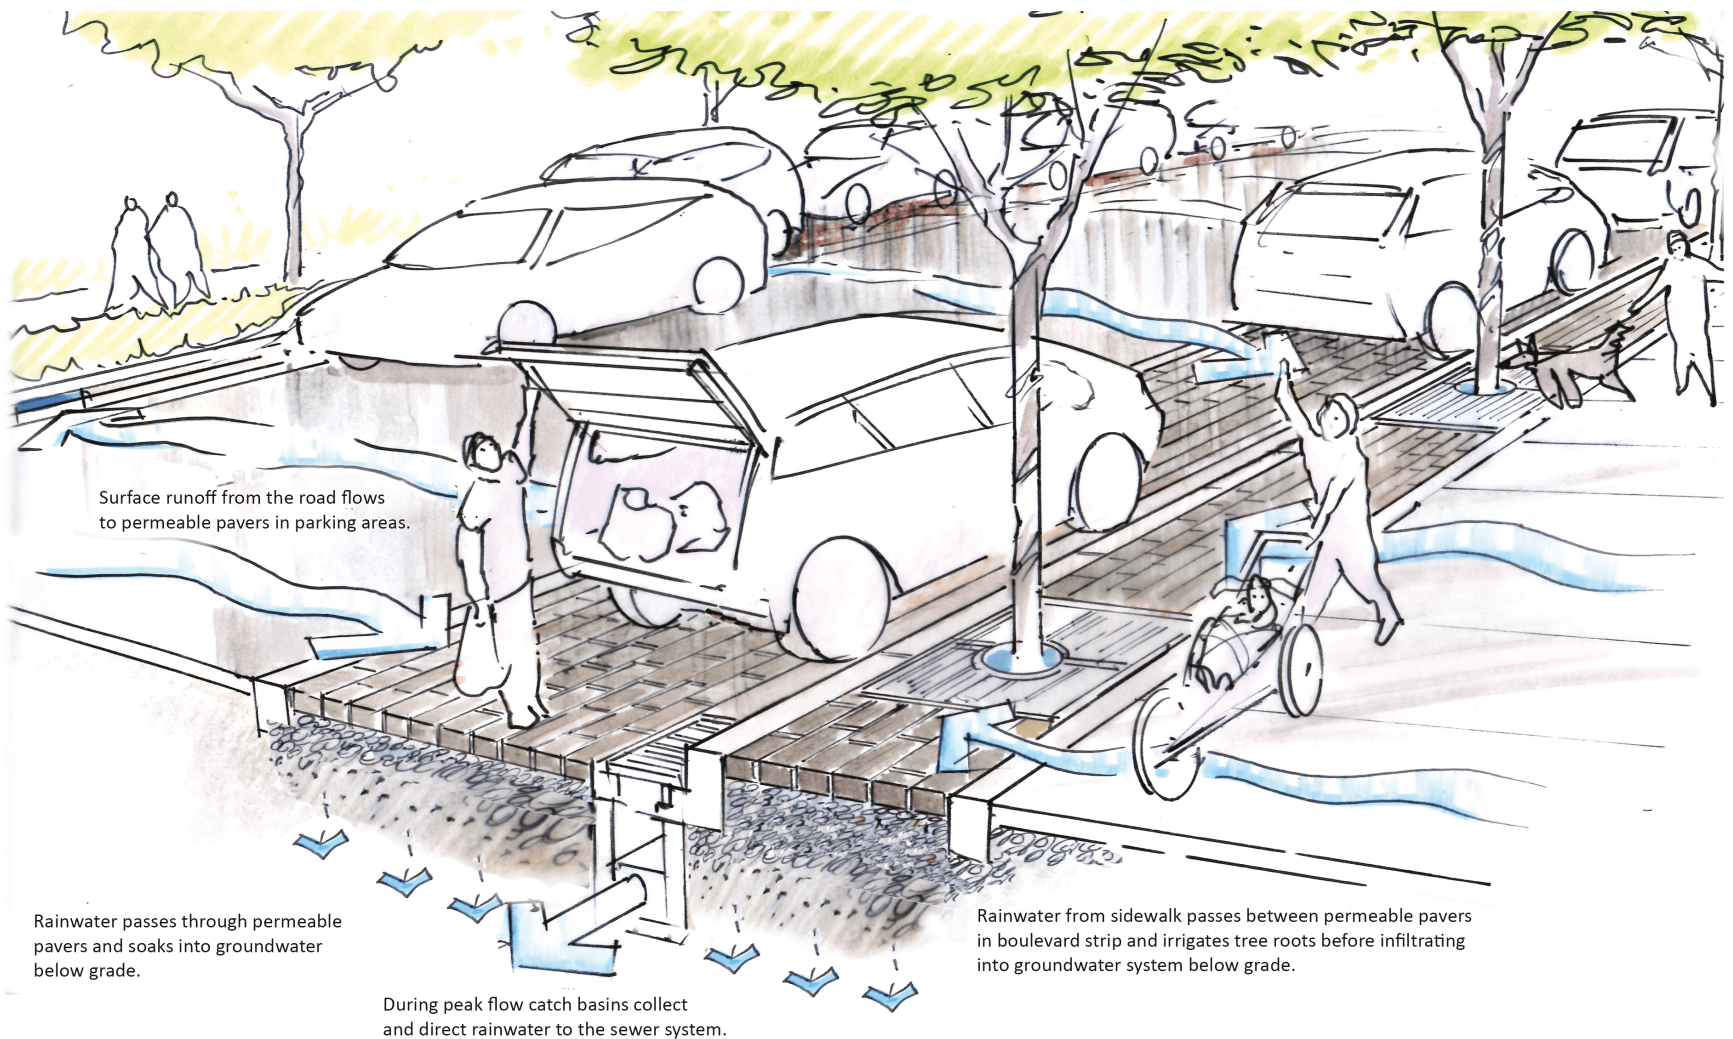 Surface runoff from the road flows
to permeable pavers in parking areas.
Rainwater passes through permeable
pavers and soaks into groundwater
below grade.
During peak flow catch basins collect
and direct rainwater to the sewer system.
Rainwater from sidewalk passes between permeable pavers
in boulevard strip and irrigates tree roots before infiltrating
into groundwater system below grade.